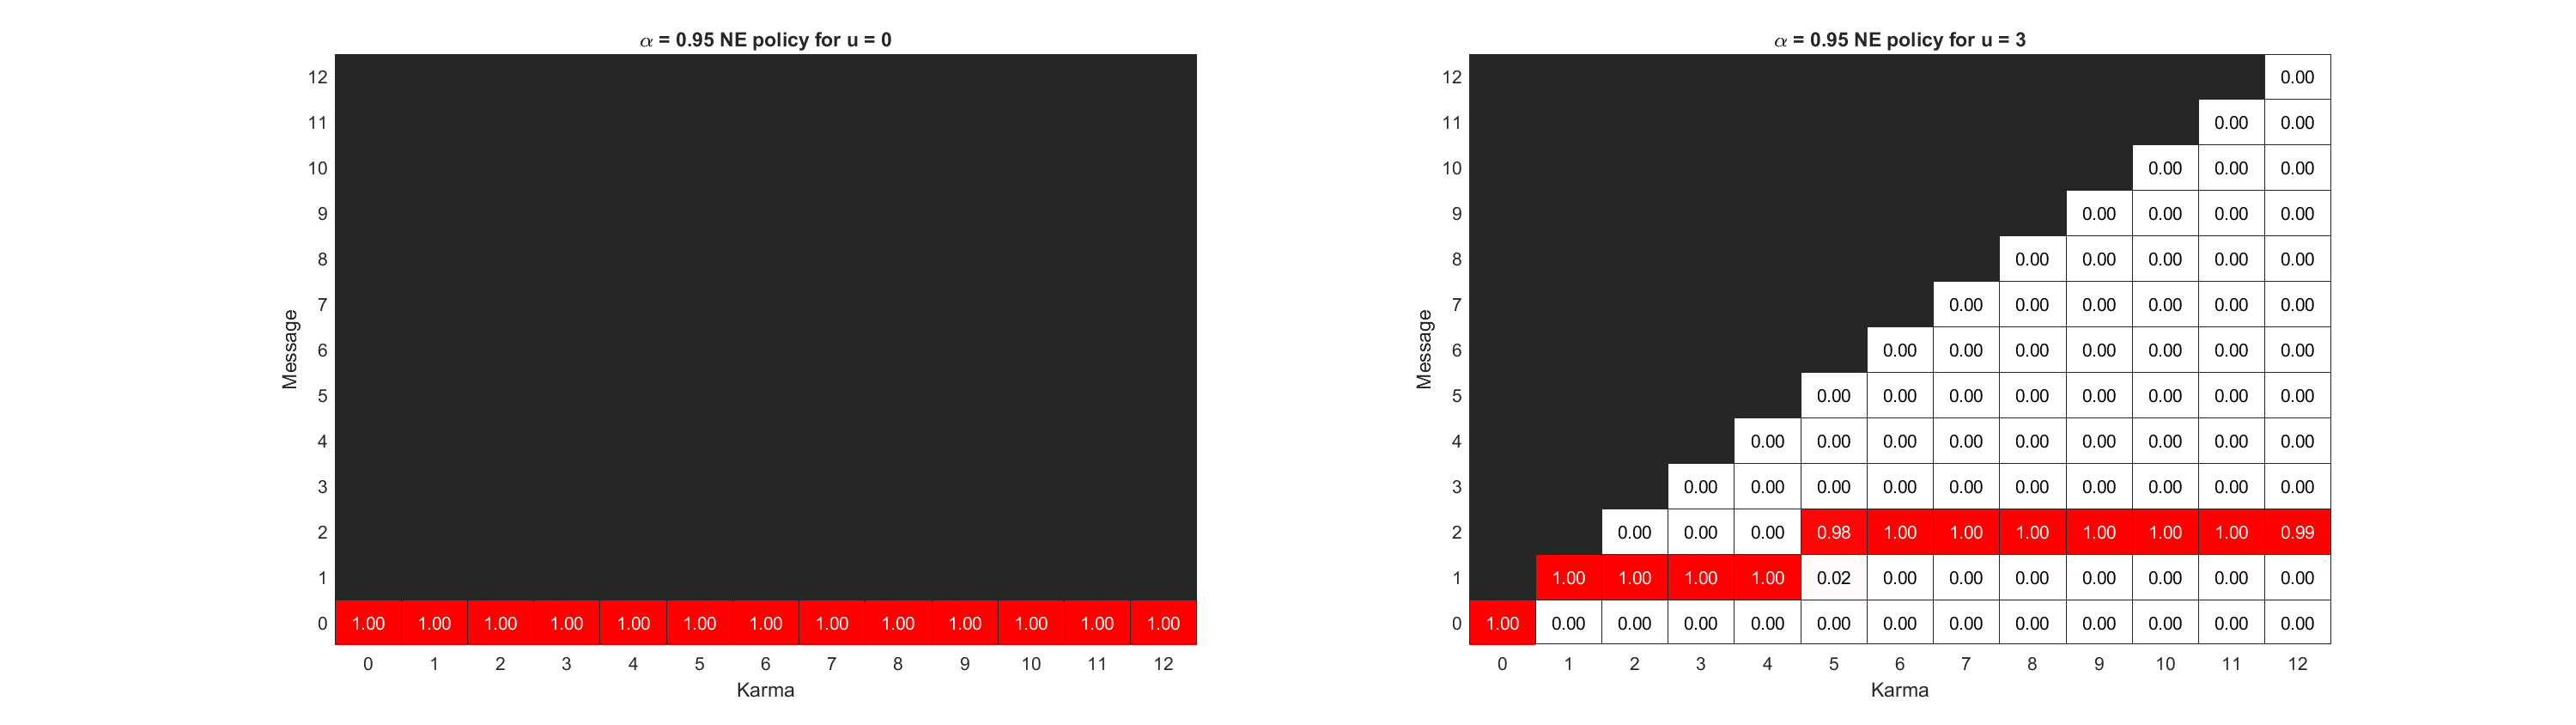 α = 0.95 NE policy for u = 0
Message
12
11
10
9
8
7
6
5
4
3
2
1
0
1.00 1.00 1.00 1.00 1.00 1.00 1.00 1.00 1.00 1.00 1.00 1.00 1.00
0 1 2 3 4 5 6 7 8 9 10 11 12
Karma
α = 0.95 NE policy for u = 3
Message
12 0.00
11 0.00 0.00
10 0.00 0.00 0.00
9 0.00 0.00 0.00 0.00
8 0.00 0.00 0.00 0.00 0.00
7 0.00 0.00 0.00 0.00 0.00 0.00
6 0.00 0.00 0.00 0.00 0.00 0.00 0.00
5 0.00 0.00 0.00 0.00 0.00 0.00 0.00 0.00
4 0.00 0.00 0.00 0.00 0.00 0.00 0.00 0.00 0.00
3 0.00 0.00 0.00 0.00 0.00 0.00 0.00 0.00 0.00 0.00
2 0.00 0.00 0.00 0.98 1.00 1.00 1.00 1.00 1.00 1.00 0.99
1 1.00 1.00 1.00 1.00 0.02 0.00 0.00 0.00 0.00 0.00 0.00 0.00
0 1.00 0.00 0.00 0.00 0.00 0.00 0.00 0.00 0.00 0.00 0.00 0.00 0.00
0 1 2 3 4 5 6 7 8 9 10 11 12
Karma